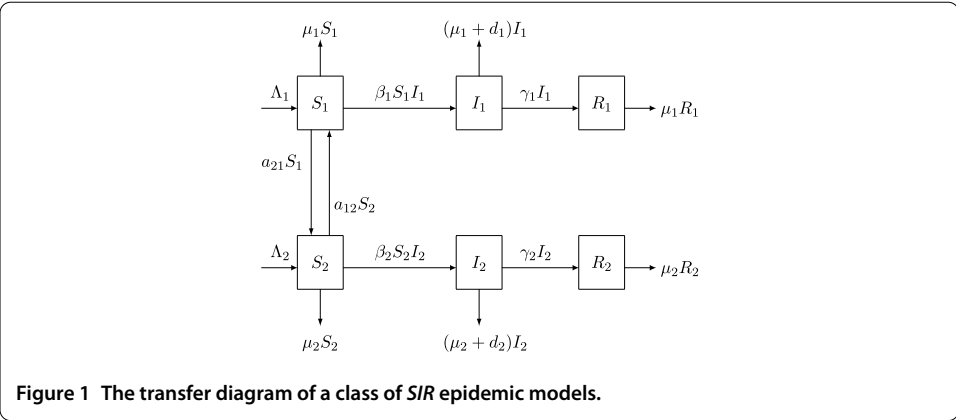 μ₁S₁ (μ₁ + d₁)I₁
Λ₁ S₁ β₁S₁I₁ I₁ γ₁I₁ R₁ μ₁R₁
a₂₁S₁
a₁₂S₂
Λ₂ S₂ β₂S₂I₂ I₂ γ₂I₂ R₂ μ₂R₂
μ₂S₂ (μ₂ + d₂)I₂
Figure 1 The transfer diagram of a class of SIR epidemic models.